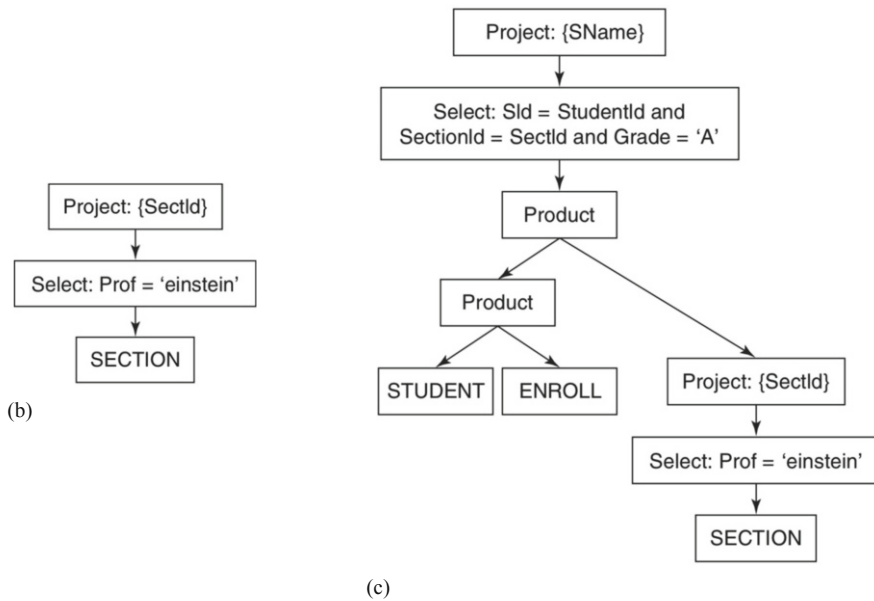 Project: {SectId}
Select: Prof = ‘einstein’
SECTION
(b)
Project: {SName}
Select: SId = StudentId and
SectionId = SectId and Grade = ‘A’
Product
Product
STUDENT
ENROLL
Project: {SectId}
Select: Prof = ‘einstein’
SECTION
(c)